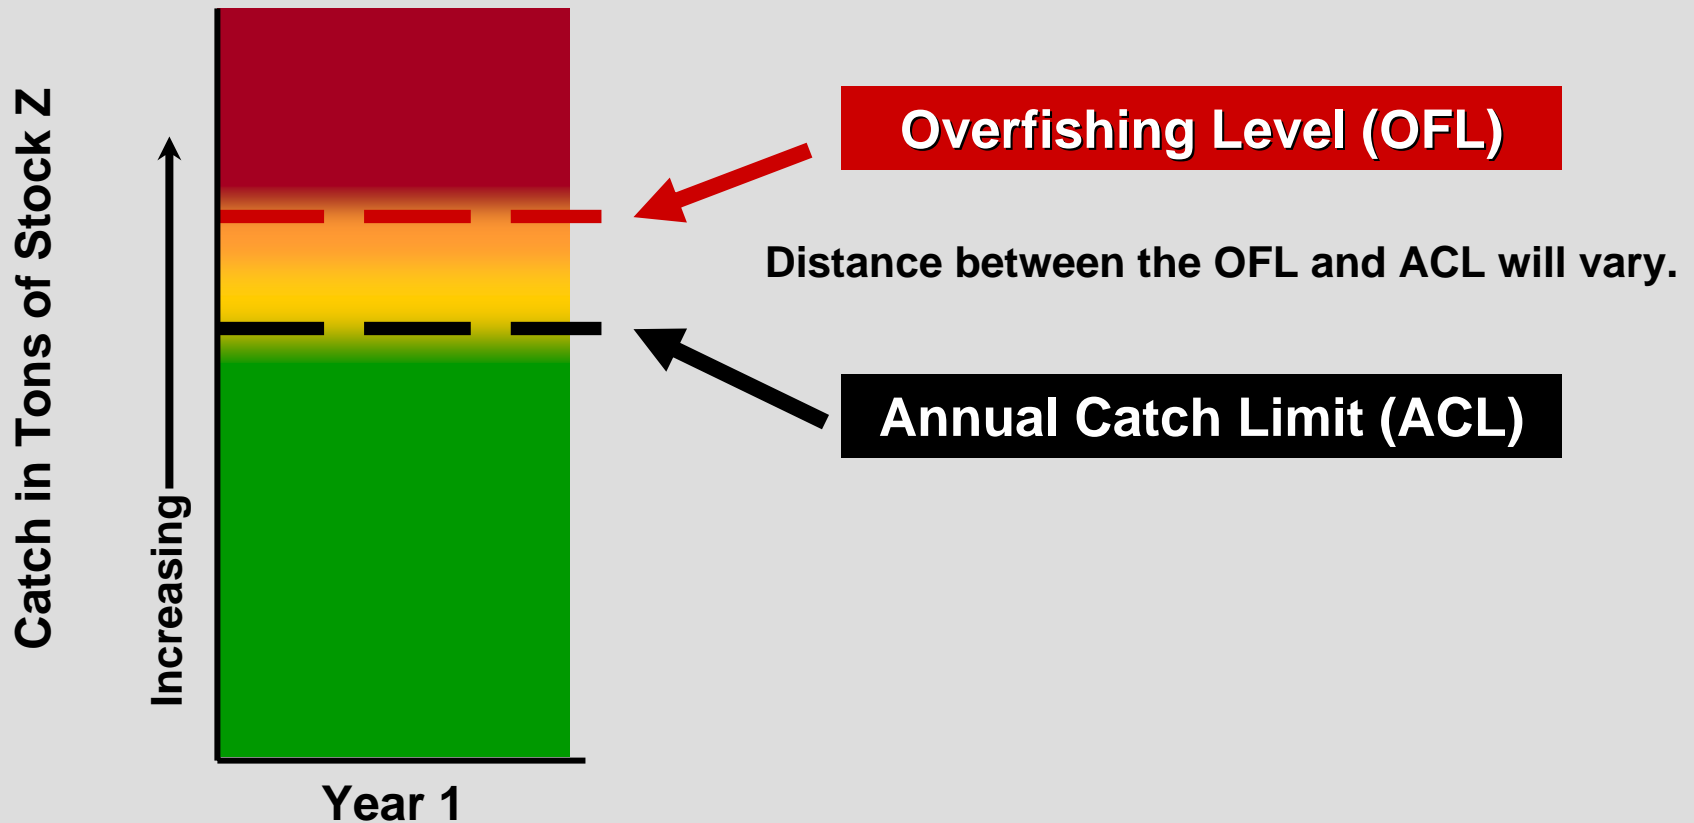 Catch in Tons of Stock Z
Increasing
Overfishing Level (OFL)
Distance between the OFL and ACL will vary.
Annual Catch Limit (ACL)
Year 1